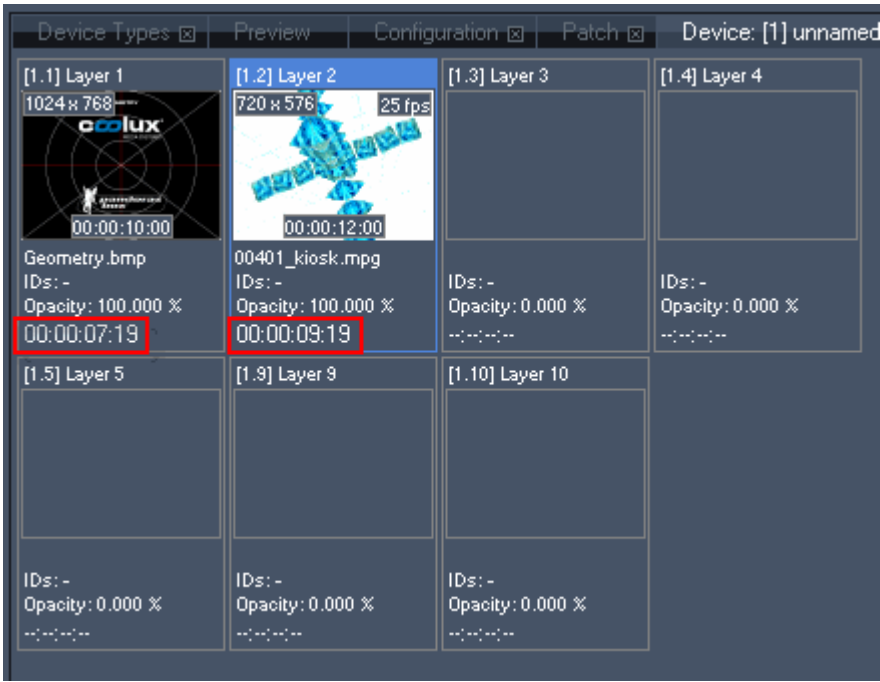 Device Types Preview Configuration Patch Device: [1] unnamed
[1.1] Layer 1 [1.2] Layer 2 [1.3] Layer 3 [1.4] Layer 4
1024 x 768 720 x 576 25 fps
coolux
00:00:10:00 00:00:12:00
Geometry.bmp 00401_kiosk.mpg
IDs: - IDs: - IDs: - IDs: -
Opacity: 100.000 % Opacity: 100.000 % Opacity: 0.000 % Opacity: 0.000 %
00:00:07:19 00:00:09:19 --:--:--:-- --:--:--:--
[1.5] Layer 5 [1.9] Layer 9 [1.10] Layer 10
IDs: - IDs: - IDs: -
Opacity: 0.000 % Opacity: 0.000 % Opacity: 0.000 %
--:--:--:-- --:--:--:-- --:--:--:--